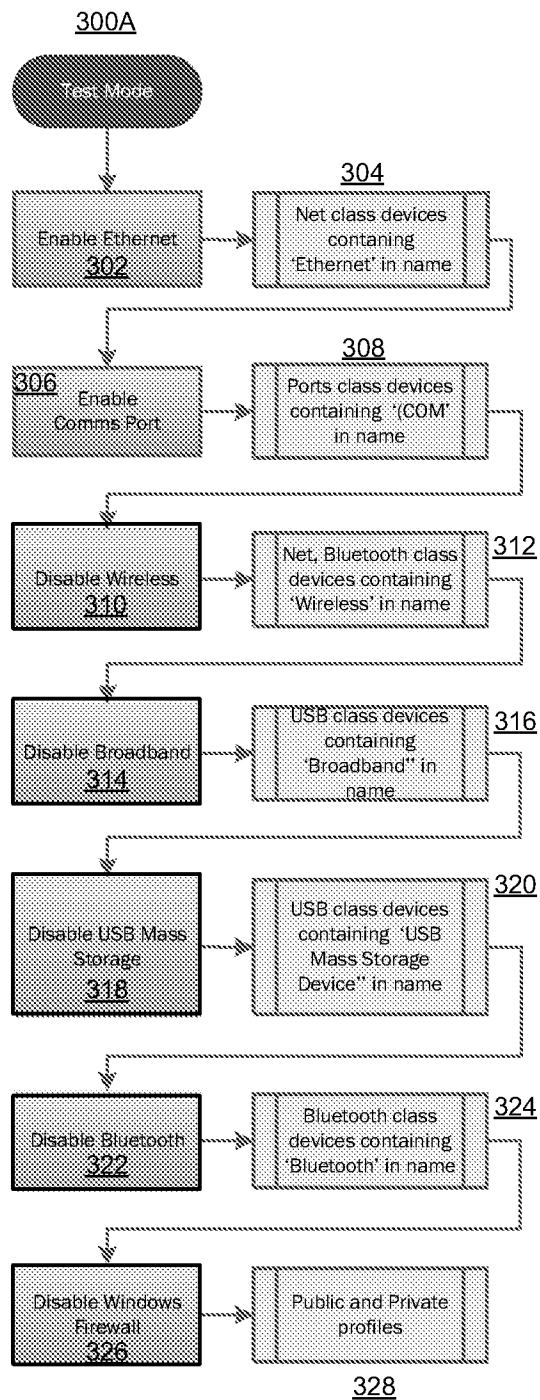 300A
Test Mode
Enable Ethernet
302
304
Net class devices
contaning
'Ethernet' in name
306
Enable
Comms Port
308
Ports class devices
containing '(COM'
in name
Disable Wireless
310
312
Net, Bluetooth class
devices containing
'Wireless' in name
Disable Broadband
314
316
USB class devices
containing
'Broadband" in
name
Disable USB Mass
Storage
318
320
USB class devices
containing 'USB
Mass Storage
Device" in name
Disable Bluetooth
322
324
Bluetooth class
devices containing
'Bluetooth' in name
Disable Windows
Firewall
326
Public and Private
profiles
328